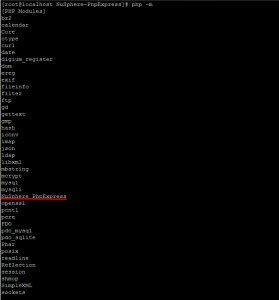 [root@localhost NuSphere-PhpExpress]# php -m
[PHP Modules]
bz2
calendar
Core
ctype
curl
date
digium_register
dom
ereg
exif
fileinfo
filter
ftp
gd
gettext
gmp
hash
iconv
imap
json
ldap
libxml
mbstring
mcrypt
mysql
mysqli
NuSphere PhpExpress
openssl
pcntl
pcre
PDO
pdo_mysql
pdo_sqlite
Phar
posix
readline
Reflection
session
shmop
SimpleXML
sockets